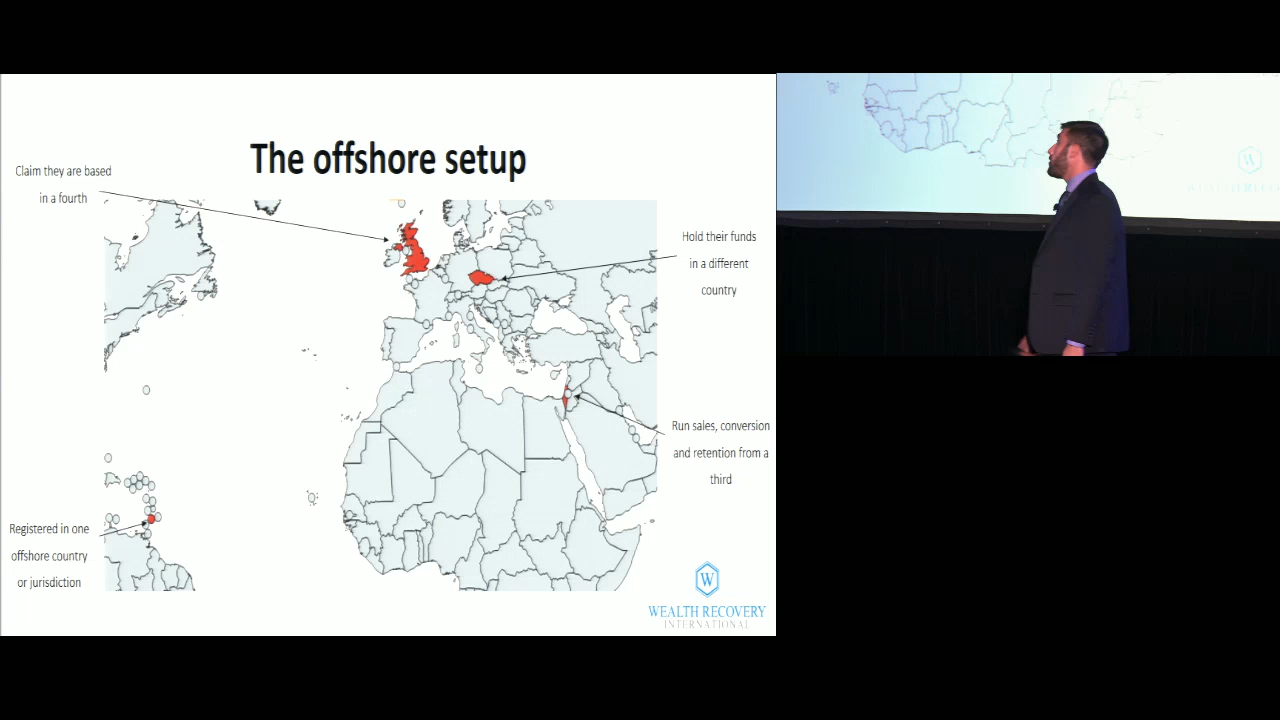 The offshore setup
Claim they are based
in a fourth
Hold their funds
in a different
country
Run sales, conversion
and retention from a
third
Registered in one
offshore country
or jurisdiction
W
WEALTH RECOVERY
INTERNATIONAL
W